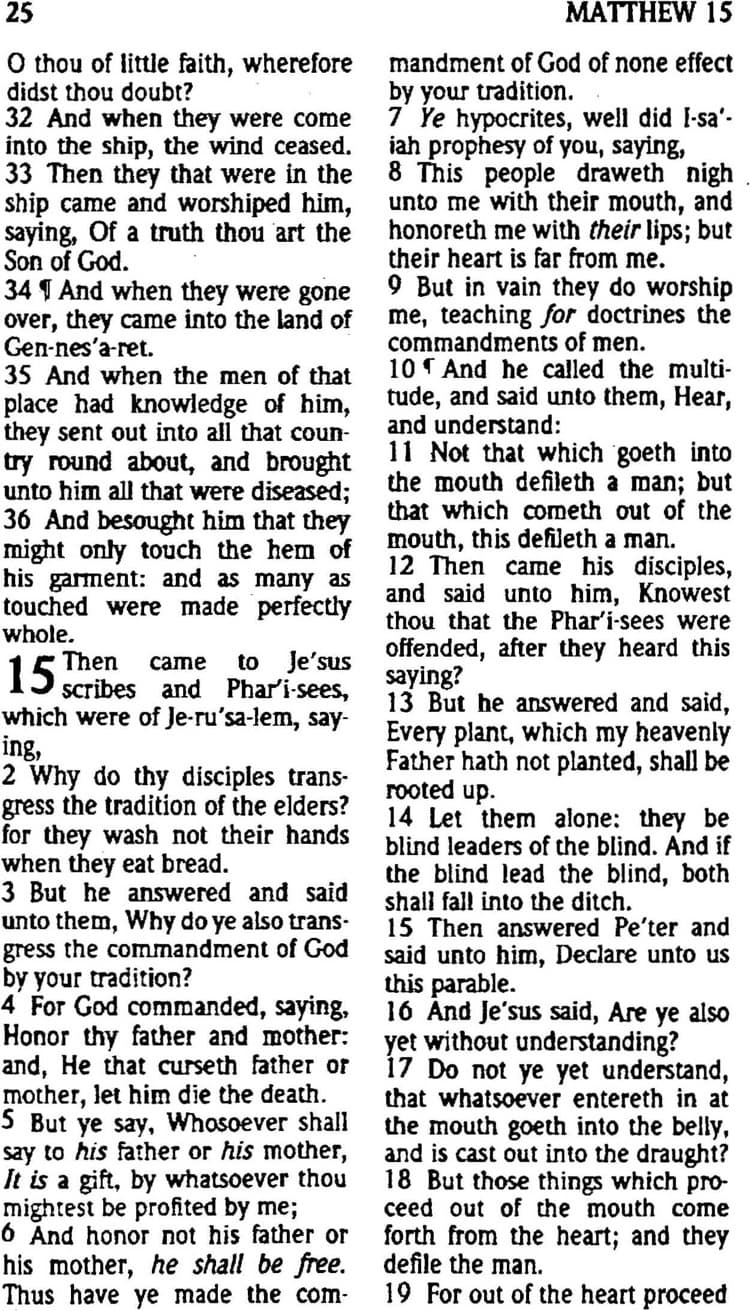 25
MATTHEW 15
O thou of little faith, wherefore
didst thou doubt?
32 And when they were come
into the ship, the wind ceased.
33 Then they that were in the
ship came and worshiped him,
saying, Of a truth thou art the
Son of God.
34 ¶ And when they were gone
over, they came into the land of
Gen-nes'a-ret.
35 And when the men of that
place had knowledge of him,
they sent out into all that coun-
try round about, and brought
unto him all that were diseased;
36 And besought him that they
might only touch the hem of
his garment: and as many as
touched were made perfectly
whole.
15 Then came to Je'sus
scribes and Phar'i-sees,
which were of Je-ru'sa-lem, say-
ing,
2 Why do thy disciples trans-
gress the tradition of the elders?
for they wash not their hands
when they eat bread.
3 But he answered and said
unto them, Why do ye also trans-
gress the commandment of God
by your tradition?
4 For God commanded, saying,
Honor thy father and mother:
and, He that curseth father or
mother, let him die the death.
5 But ye say, Whosoever shall
say to his father or his mother,
It is a gift, by whatsoever thou
mightest be profited by me;
6 And honor not his father or
his mother, he shall be free.
Thus have ye made the com-
mandment of God of none effect
by your tradition.
7 Ye hypocrites, well did I-sa'-
iah prophesy of you, saying,
8 This people draweth nigh
unto me with their mouth, and
honoreth me with their lips; but
their heart is far from me.
9 But in vain they do worship
me, teaching for doctrines the
commandments of men.
10 ¶ And he called the multi-
tude, and said unto them, Hear,
and understand:
11 Not that which goeth into
the mouth defileth a man; but
that which cometh out of the
mouth, this defileth a man.
12 Then came his disciples,
and said unto him, Knowest
thou that the Phar'i-sees were
offended, after they heard this
saying?
13 But he answered and said,
Every plant, which my heavenly
Father hath not planted, shall be
rooted up.
14 Let them alone: they be
blind leaders of the blind. And if
the blind lead the blind, both
shall fall into the ditch.
15 Then answered Pe'ter and
said unto him, Declare unto us
this parable.
16 And Je'sus said, Are ye also
yet without understanding?
17 Do not ye yet understand,
that whatsoever entereth in at
the mouth goeth into the belly,
and is cast out into the draught?
18 But those things which pro-
ceed out of the mouth come
forth from the heart; and they
defile the man.
19 For out of the heart proceed